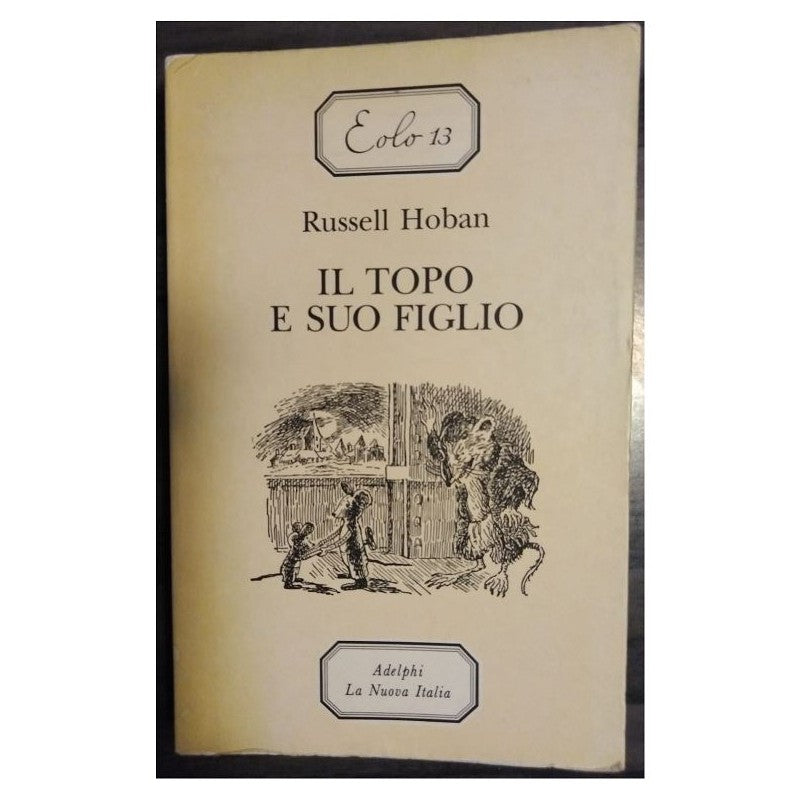 Eolo 13
Russell Hoban
IL TOPO
E SUO FIGLIO
Adelphi
La Nuova Italia